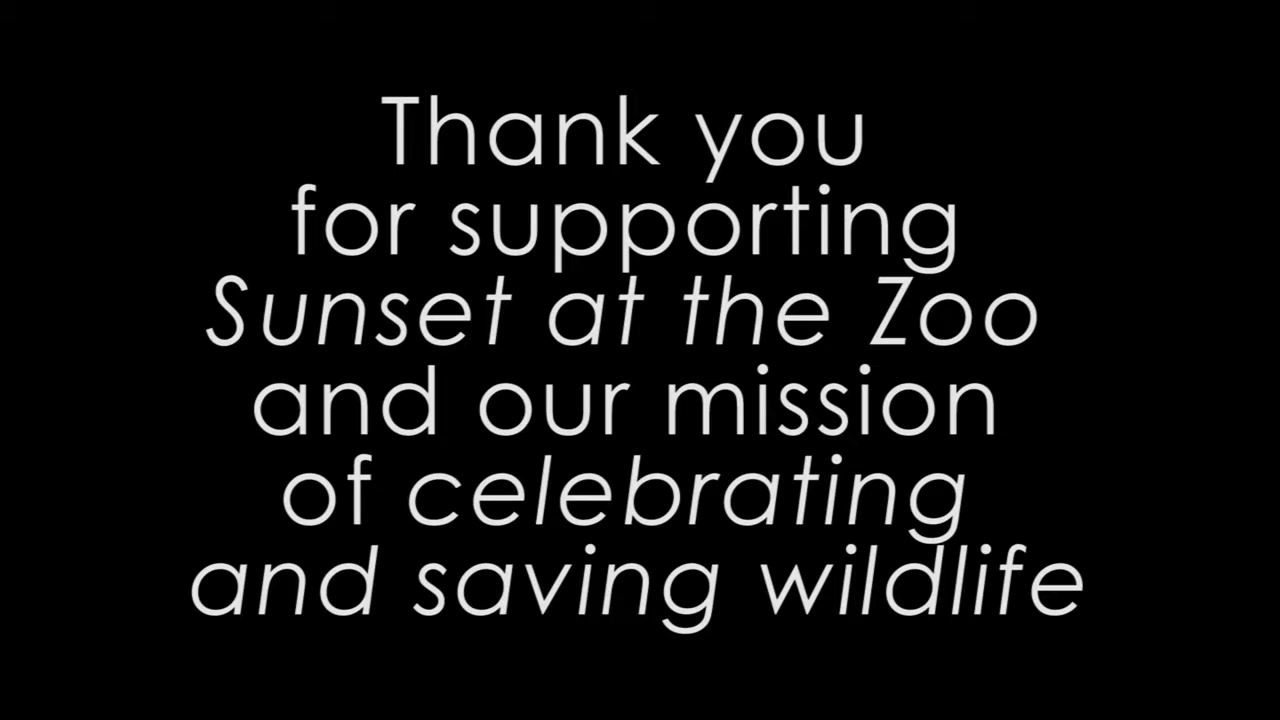 Thank you
for supporting
Sunset at the Zoo
and our mission
of celebrating
and saving wildlife